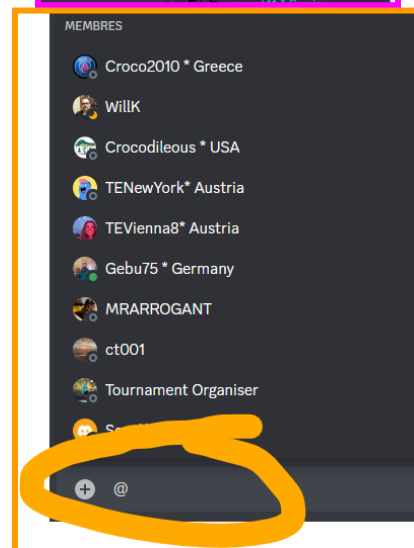 MEMBRES
Croco2010 * Greece
WillK
Crocodileous * USA
TENewYork* Austria
TEVienna8* Austria
Gebu75 * Germany
MRARROGANT
ct001
Tournament Organiser
@